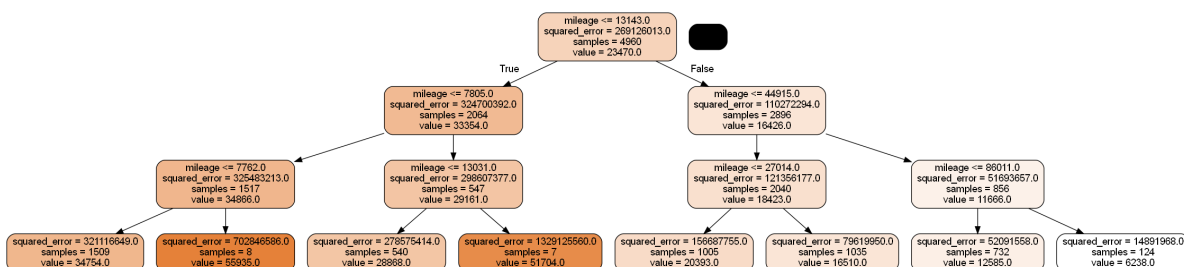 mileage <= 13143.0
squared_error = 269126013.0
samples = 4960
value = 23470.0
True
False
mileage <= 7805.0
squared_error = 324700392.0
samples = 2064
value = 33354.0
mileage <= 44915.0
squared_error = 110272294.0
samples = 2896
value = 16426.0
mileage <= 7762.0
squared_error = 325483213.0
samples = 1517
value = 34866.0
mileage <= 13031.0
squared_error = 298607377.0
samples = 547
value = 29161.0
mileage <= 27014.0
squared_error = 121356177.0
samples = 2040
value = 18423.0
mileage <= 86011.0
squared_error = 51693657.0
samples = 856
value = 11666.0
squared_error = 321116649.0
samples = 1509
value = 34754.0
squared_error = 702846586.0
samples = 8
value = 55935.0
squared_error = 278575414.0
samples = 540
value = 28868.0
squared_error = 1329125560.0
samples = 7
value = 51704.0
squared_error = 156687755.0
samples = 1005
value = 20393.0
squared_error = 79619950.0
samples = 1035
value = 16510.0
squared_error = 52091558.0
samples = 732
value = 12585.0
squared_error = 14891968.0
samples = 124
value = 6238.0